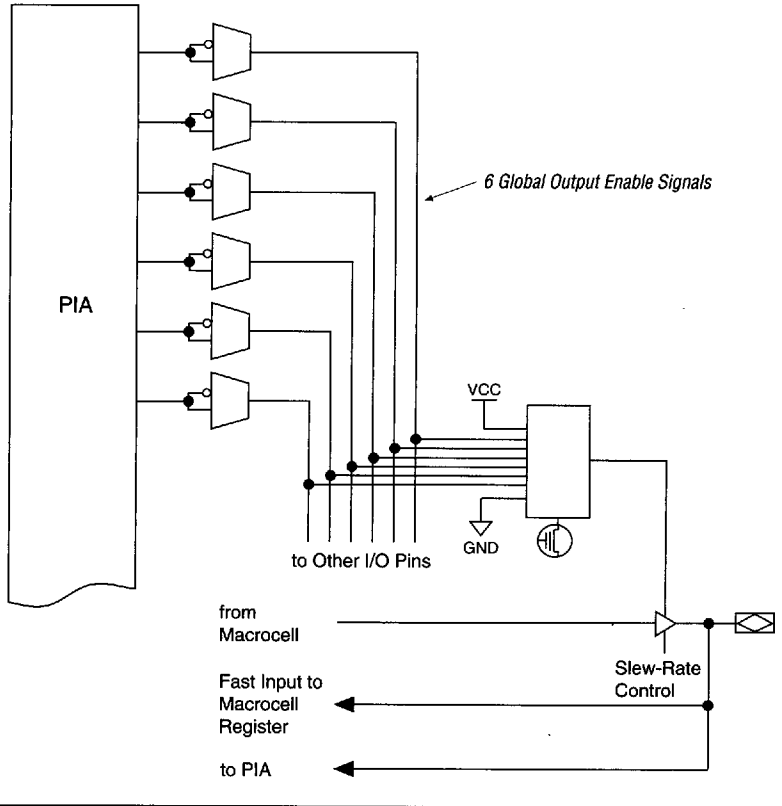 6 Global Output Enable Signals
PIA
VCC
GND
to Other I/O Pins
from
Macrocell
Slew-Rate
Control
Fast Input to
Macrocell
Register
to PIA